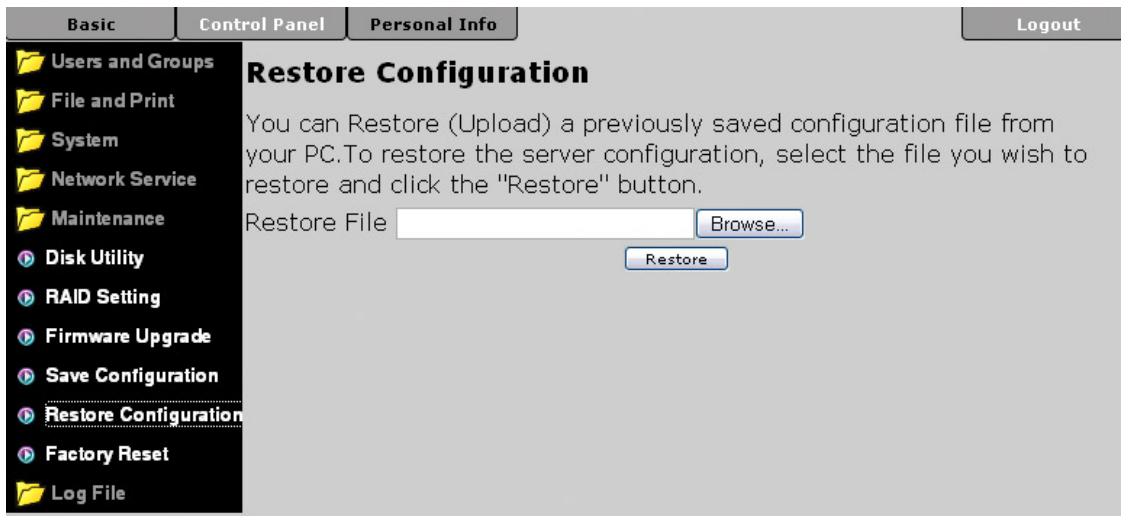 Basic
Control Panel
Personal Info
Logout
Users and Groups
File and Print
System
Network Service
Maintenance
Disk Utility
RAID Setting
Firmware Upgrade
Save Configuration
Restore Configuration
Factory Reset
Log File
Restore Configuration
You can Restore (Upload) a previously saved configuration file from
your PC.To restore the server configuration, select the file you wish to
restore and click the "Restore" button.
Restore File Browse...
Restore